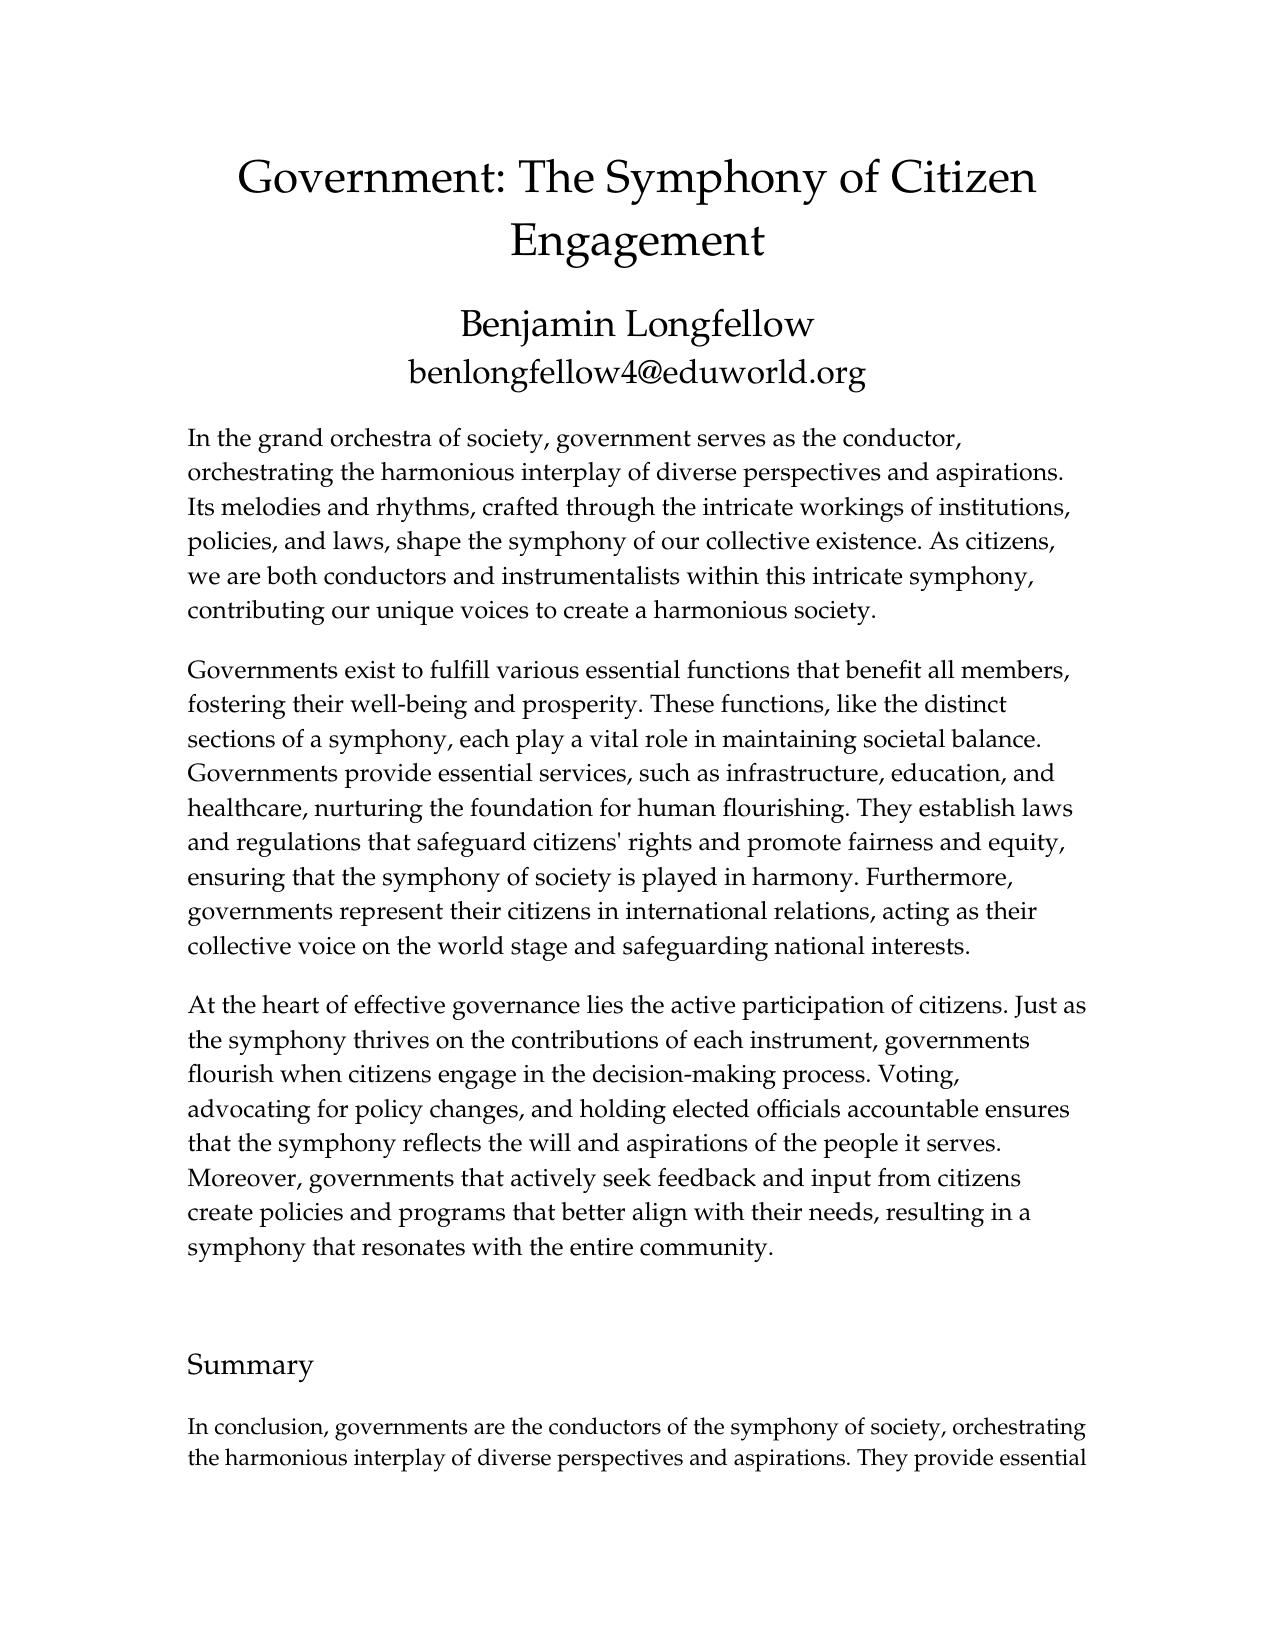 Government: The Symphony of Citizen
Engagement
Benjamin Longfellow
benlongfellow4@eduworld.org
In the grand orchestra of society, government serves as the conductor,
orchestrating the harmonious interplay of diverse perspectives and aspirations.
Its melodies and rhythms, crafted through the intricate workings of institutions,
policies, and laws, shape the symphony of our collective existence. As citizens,
we are both conductors and instrumentalists within this intricate symphony,
contributing our unique voices to create a harmonious society.
Governments exist to fulfill various essential functions that benefit all members,
fostering their well-being and prosperity. These functions, like the distinct
sections of a symphony, each play a vital role in maintaining societal balance.
Governments provide essential services, such as infrastructure, education, and
healthcare, nurturing the foundation for human flourishing. They establish laws
and regulations that safeguard citizens' rights and promote fairness and equity,
ensuring that the symphony of society is played in harmony. Furthermore,
governments represent their citizens in international relations, acting as their
collective voice on the world stage and safeguarding national interests.
At the heart of effective governance lies the active participation of citizens. Just as
the symphony thrives on the contributions of each instrument, governments
flourish when citizens engage in the decision-making process. Voting,
advocating for policy changes, and holding elected officials accountable ensures
that the symphony reflects the will and aspirations of the people it serves.
Moreover, governments that actively seek feedback and input from citizens
create policies and programs that better align with their needs, resulting in a
symphony that resonates with the entire community.
Summary
In conclusion, governments are the conductors of the symphony of society, orchestrating
the harmonious interplay of diverse perspectives and aspirations. They provide essential